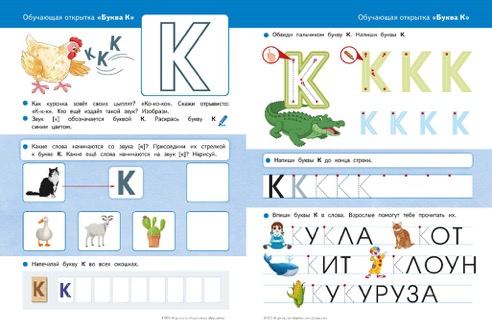 Обучающая открытка «Буква К»
К К К
К
Как курочка зовёт своих цыплят? «Ко-ко-ко». Скажи отрывисто:
«К-к-к». Кто ещё издаёт такой звук? Изобрази.
Звук [к] обозначается буквой К. Раскрась букву К
синим цветом.
Какие слова начинаются со звука [к]? Присоедини их стрелкой
к букве К. Какие ещё слова начинаются на звук [к]? Нарисуй.
К
Напечатай букву К во всех окошках.
К К
Обучающая открытка «Буква К»
Обведи пальчиком букву К. Напиши буквы К.
К К К К
К К К
Напиши буквы К до конца строки.
К К К К К
Впиши буквы К в слова. Взрослые помогут тебе прочитать их.
КУКЛА КОТ
КИТ КЛОУН
КУКУРУЗА